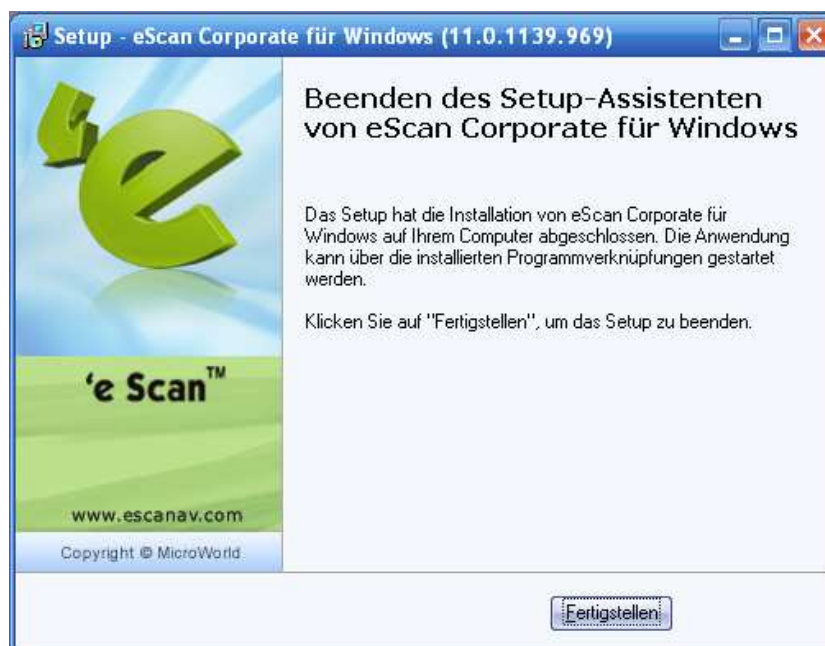 Setup - eScan Corporate für Windows (11.0.1139.969)
Beenden des Setup-Assistenten
von eScan Corporate für Windows
Das Setup hat die Installation von eScan Corporate für
Windows auf Ihrem Computer abgeschlossen. Die Anwendung
kann über die installierten Programmverknüpfungen gestartet
werden.
Klicken Sie auf "Fertigstellen", um das Setup zu beenden.
‘e Scan™
www.escanav.com
Copyright © MicroWorld
Fertigstellen